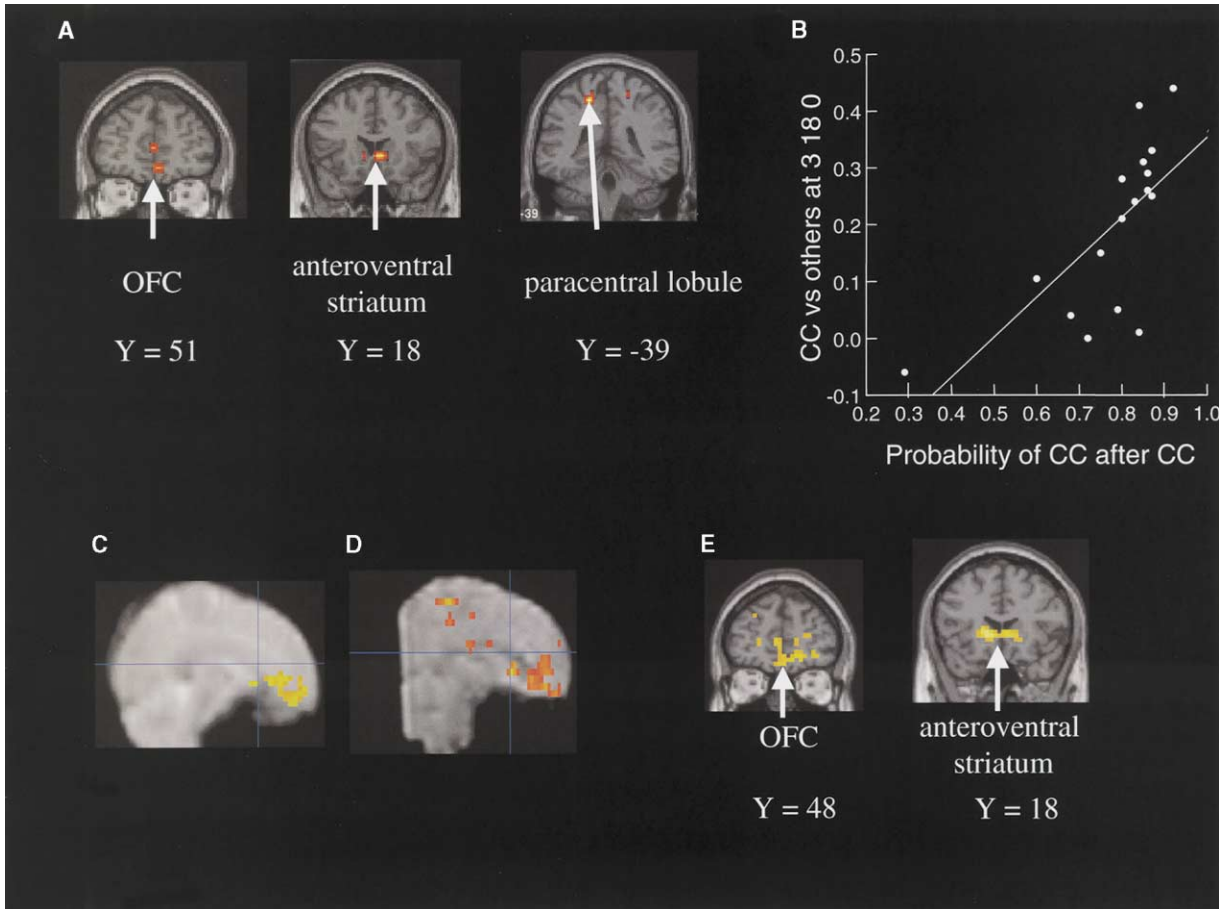 A
OFC
Y = 51
anteroventral
striatum
Y = 18
-39
paracentral lobule
Y = -39
B
CC vs others at 3 18 0
0.5
0.4
0.3
0.2
0.1
0.0
-0.1
0.2 0.3 0.4 0.5 0.6 0.7 0.8 0.9 1.0
Probability of CC after CC
C
D
E
OFC
Y = 48
anteroventral
striatum
Y = 18